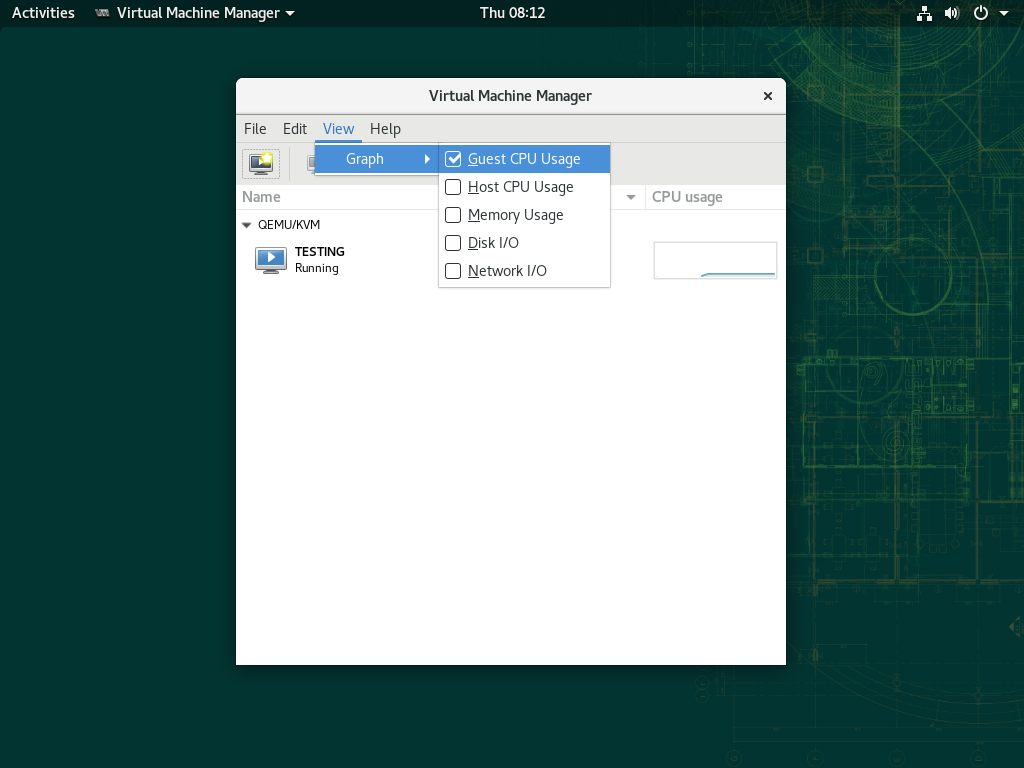 Activities Virtual Machine Manager Thu 08:12
Virtual Machine Manager
File Edit View Help
Graph Guest CPU Usage
Host CPU Usage
Name CPU usage
Memory Usage
QEMU/KVM
Disk I/O
TESTING
Running
Network I/O